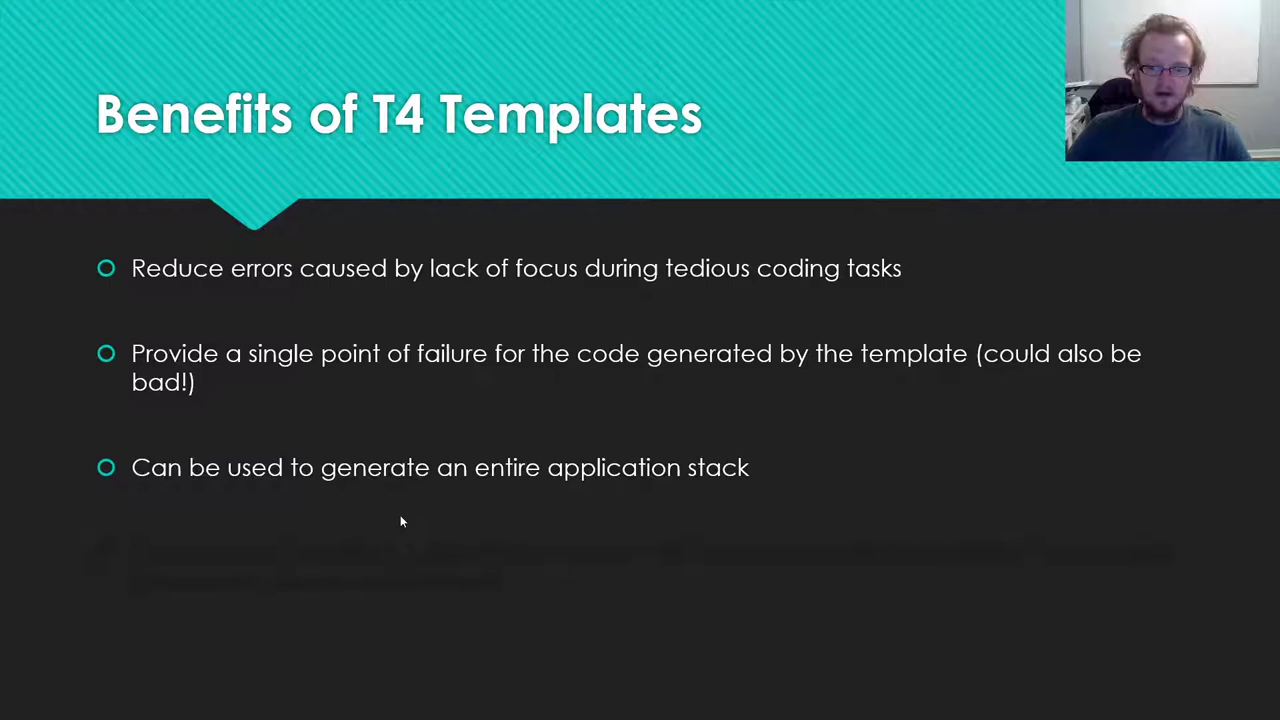 Benefits of T4 Templates
Reduce errors caused by lack of focus during tedious coding tasks
Provide a single point of failure for the code generated by the template (could also be
bad!)
Can be used to generate an entire application stack